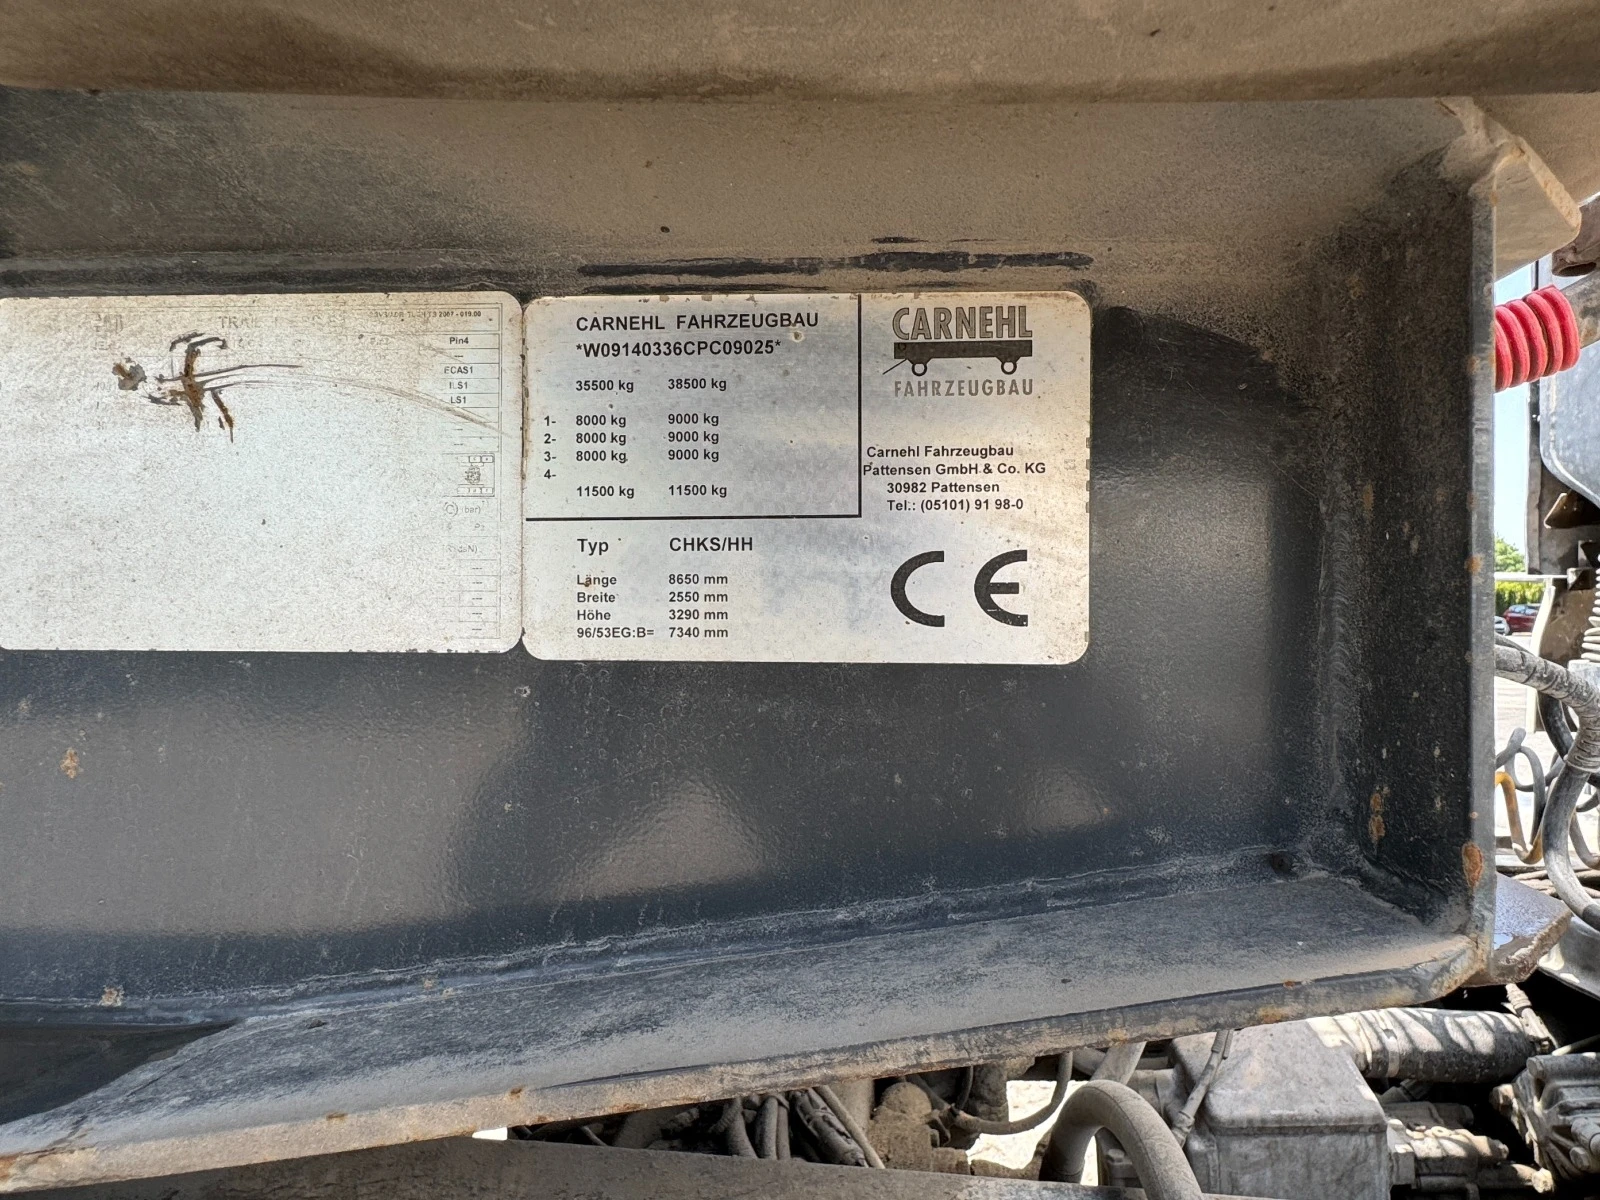 Pin4
ECAS1
ILS1
LS1
(bar)
CARNEHL FAHRZEUGBAU
*W09140336CPC09025*
35500 kg 38500 kg
1- 8000 kg 9000 kg
2- 8000 kg 9000 kg
3- 8000 kg 9000 kg
4-
11500 kg 11500 kg
Typ CHKS/HH
Länge 8650 mm
Breite 2550 mm
Höhe 3290 mm
96/53EG:B= 7340 mm
CARNEHL
FAHRZEUGBAU
Carnehl Fahrzeugbau
Pattensen GmbH & Co. KG
30982 Pattensen
Tel.: (05101) 91 98-0
CE